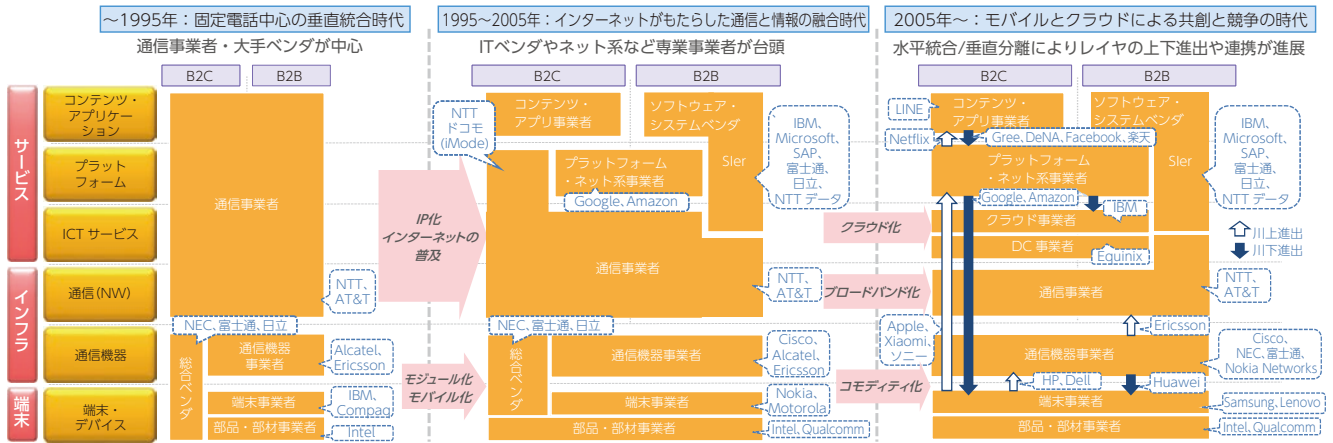 ～1995年：固定電話中心の垂直統合時代
通信事業者・大手ベンダが中心
B2C
B2B
1995～2005年：インターネットがもたらした通信と情報の融合時代
ITベンダやネット系など専業事業者が台頭
B2C
B2B
2005年～：モバイルとクラウドによる共創と競争の時代
水平統合/垂直分離によりレイヤの上下進出や連携が進展
B2C
B2B
サービス
インフラ
端末
コンテンツ・
アプリケー
ション
プラット
フォーム
ICT サービス
通信(NW)
通信機器
端末・
デバイス
通信事業者
NTT、
AT&T
NEC、富士通、日立
総合ベンダ
通信機器
事業者
Alcatel、
Ericsson
端末事業者
IBM、
Compaq
部品・部材事業者
Intel
IP化
インターネットの
普及
モジュール化
モバイル化
NTT
ドコモ
(iMode)
コンテンツ・
アプリ事業者
ソフトウェア・
システムベンダ
SIer
IBM、
Microsoft、
SAP、
富士通、
日立、
NTT データ
プラットフォーム
・ネット系事業者
Google、Amazon
通信事業者
NTT、
AT&T
NEC、富士通、日立
総合ベンダ
通信機器事業者
Cisco、
Alcatel、
Ericsson
端末事業者
Nokia、
Motorola
部品・部材事業者
Intel、Qualcomm
クラウド化
ブロードバンド化
コモディティ化
LINE
コンテンツ・
アプリ事業者
ソフトウェア・
システムベンダ
Netflix
Gree、DeNA、Facebook、楽天
プラットフォーム
・ネット系事業者
SIer
IBM、
Microsoft、
SAP、
富士通、
日立、
NTT データ
Google、Amazon
IBM
クラウド事業者
DC 事業者
Equinix
川上進出
川下進出
通信事業者
NTT、
AT&T
Apple、
Xiaomi、
ソニー
Ericsson
通信機器事業者
Cisco、
NEC、富士通、
Nokia Networks
HP、Dell
Huawei
端末事業者
Samsung、Lenovo
部品・部材事業者
Intel、Qualcomm